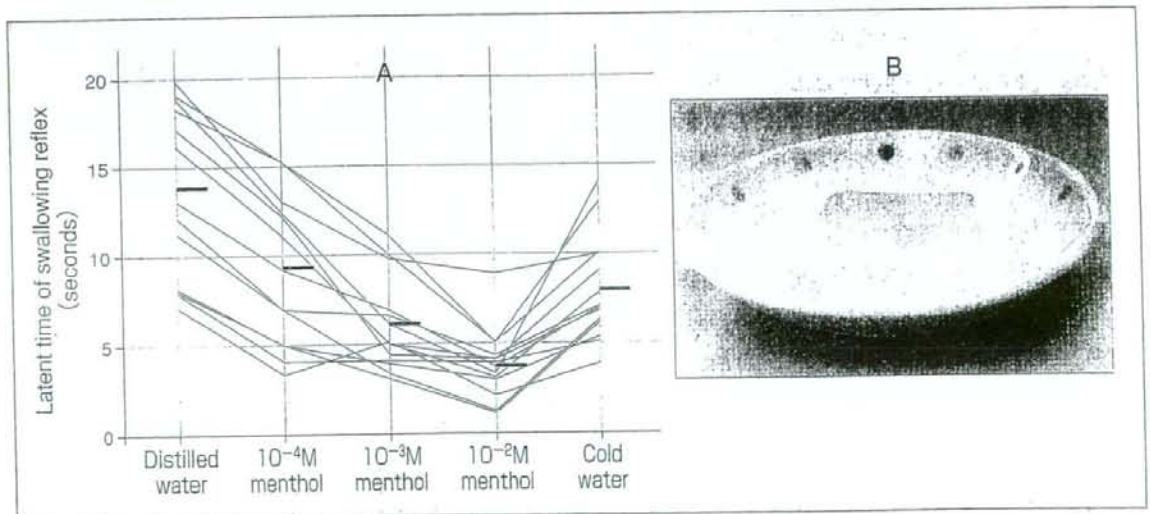 A
B
Latent time of swallowing reflex
(seconds)
20
15
10
5
0
Distilled
water
10⁻⁴M
menthol
10⁻³M
menthol
10⁻²M
menthol
Cold
water